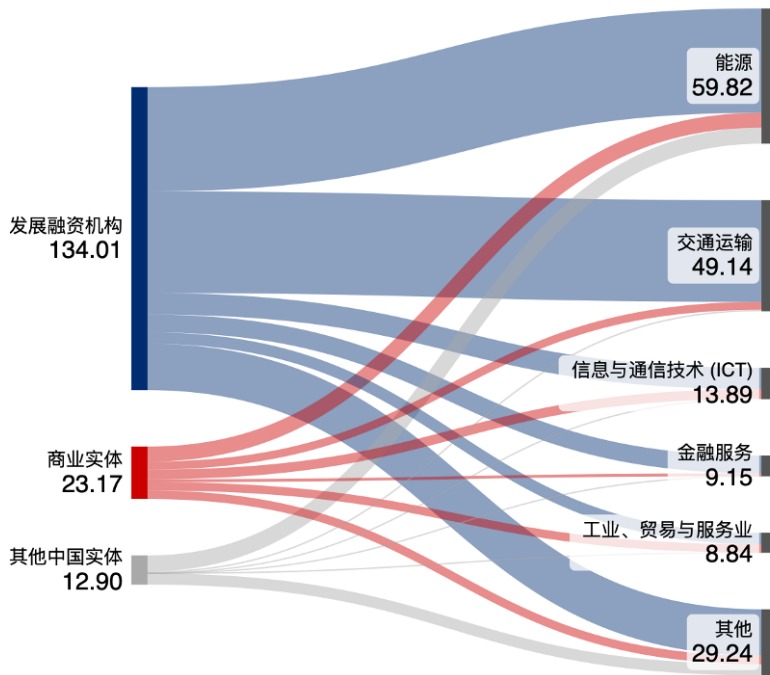 发展融资机构
134.01
商业实体
23.17
其他中国实体
12.90
能源
59.82
交通运输
49.14
信息与通信技术 (ICT)
13.89
金融服务
9.15
工业、贸易与服务业
8.84
其他
29.24